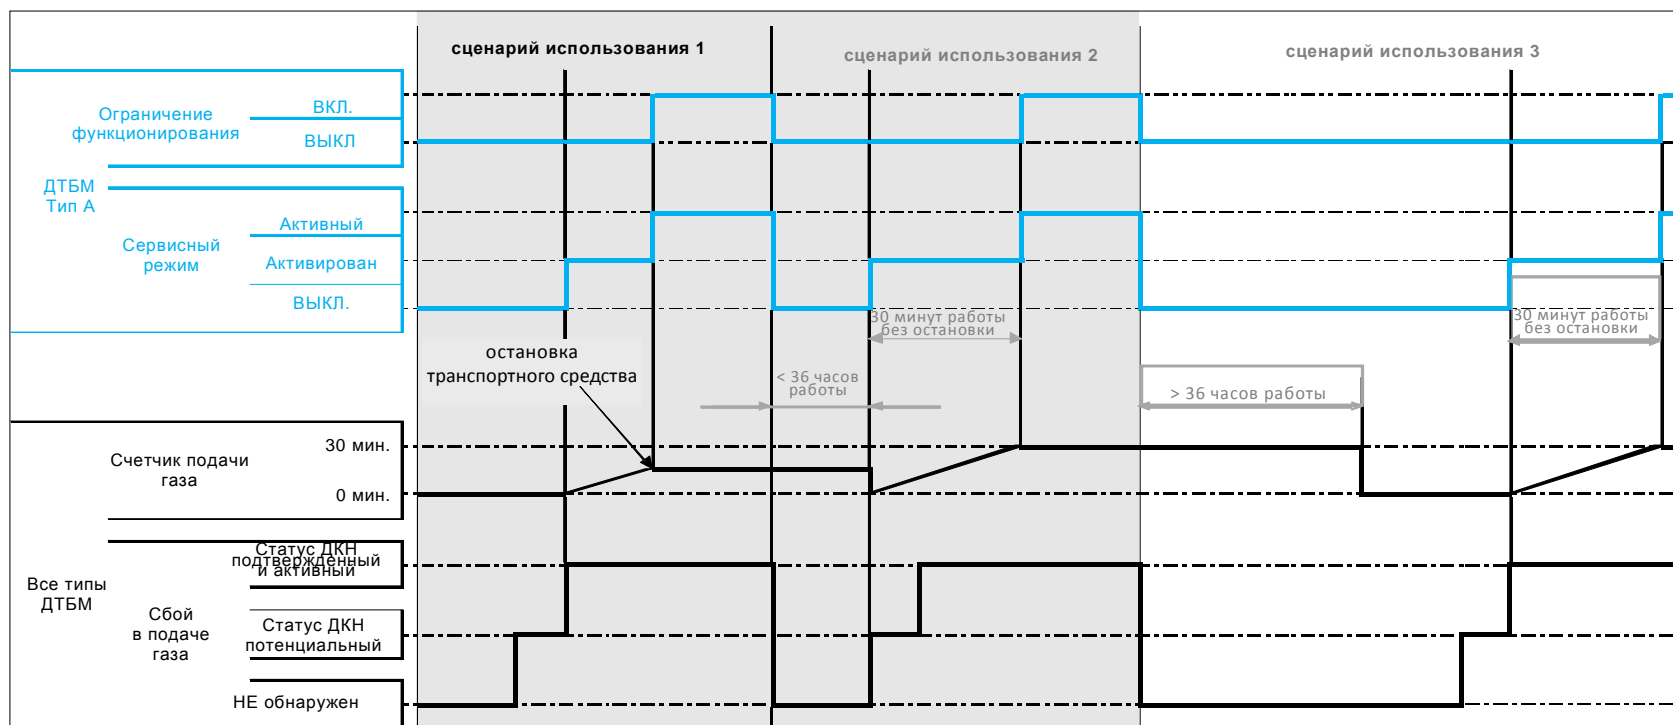 сценарий использования 1
сценарий использования 2
сценарий использования 3
Ограничение
функционирования
ВКЛ.
ВЫКЛ
ДТБМ
Тип А
Сервисный
режим
Активный
Активирован
ВЫКЛ.
30 минут работы
без остановки
30 минут работы
без остановки
остановка
транспортного средства
< 36 часов
работы
> 36 часов работы
Счетчик подачи
газа
30 мин.
0 мин.
Все типы
ДТБМ
Сбой
в подаче
газа
Статус ДКН
подтвержденный
и активный
Статус ДКН
потенциальный
НЕ обнаружен